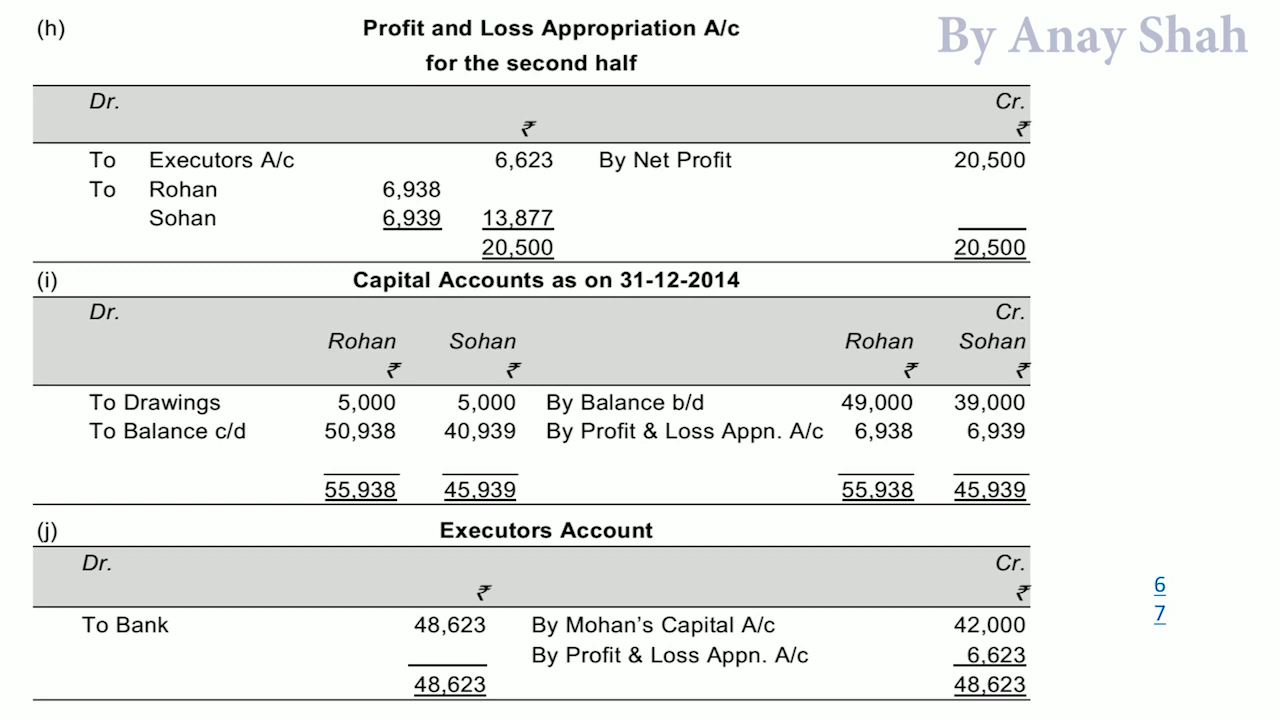 (h) Profit and Loss Appropriation A/c
By Anay Shah
for the second half
Dr. Cr.
₹ ₹
To Executors A/c 6,623 By Net Profit 20,500
To Rohan 6,938
Sohan 6,939 13,877
20,500 20,500
(i) Capital Accounts as on 31-12-2014
Dr. Cr.
Rohan Sohan Rohan Sohan
₹ ₹ ₹ ₹
To Drawings 5,000 5,000 By Balance b/d 49,000 39,000
To Balance c/d 50,938 40,939 By Profit & Loss Appn. A/c 6,938 6,939
55,938 45,939 55,938 45,939
(j) Executors Account
Dr. Cr.
₹ ₹
To Bank 48,623 By Mohan's Capital A/c 42,000
By Profit & Loss Appn. A/c 6,623
48,623 48,623
6
7